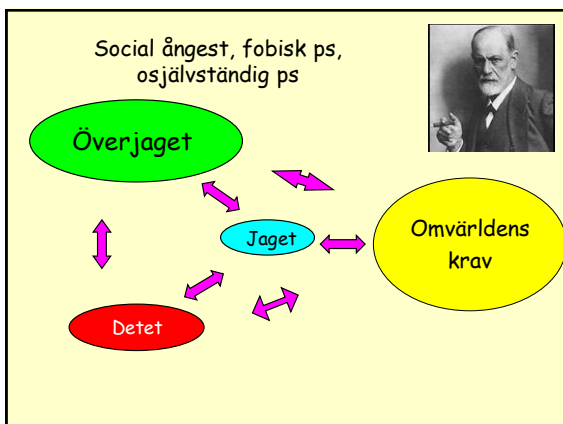 Social ångest, fobisk ps,
osjälvständig ps
Överjaget
Jaget
Omvärldens
krav
Detet